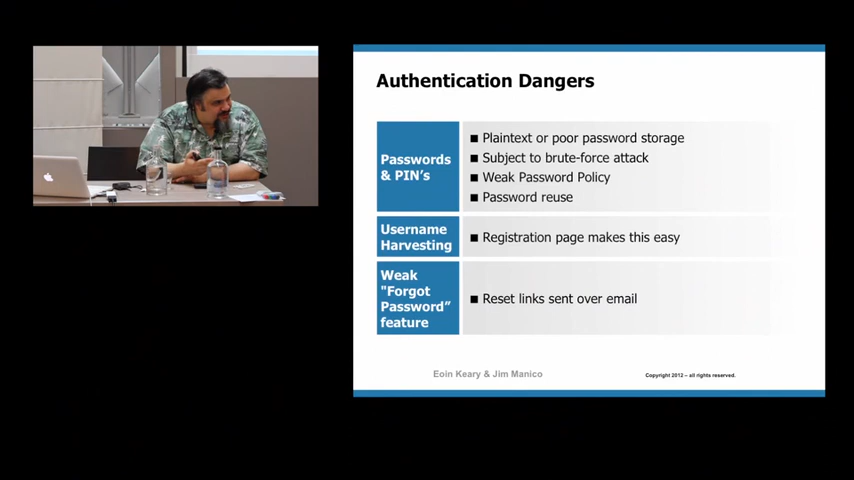 Authentication Dangers
Passwords
& PIN’s
■ Plaintext or poor password storage
■ Subject to brute-force attack
■ Weak Password Policy
■ Password reuse
Username
Harvesting
■ Registration page makes this easy
Weak
"Forgot
Password”
feature
■ Reset links sent over email
Eoin Keary & Jim Manico
Copyright 2012 – all rights reserved.